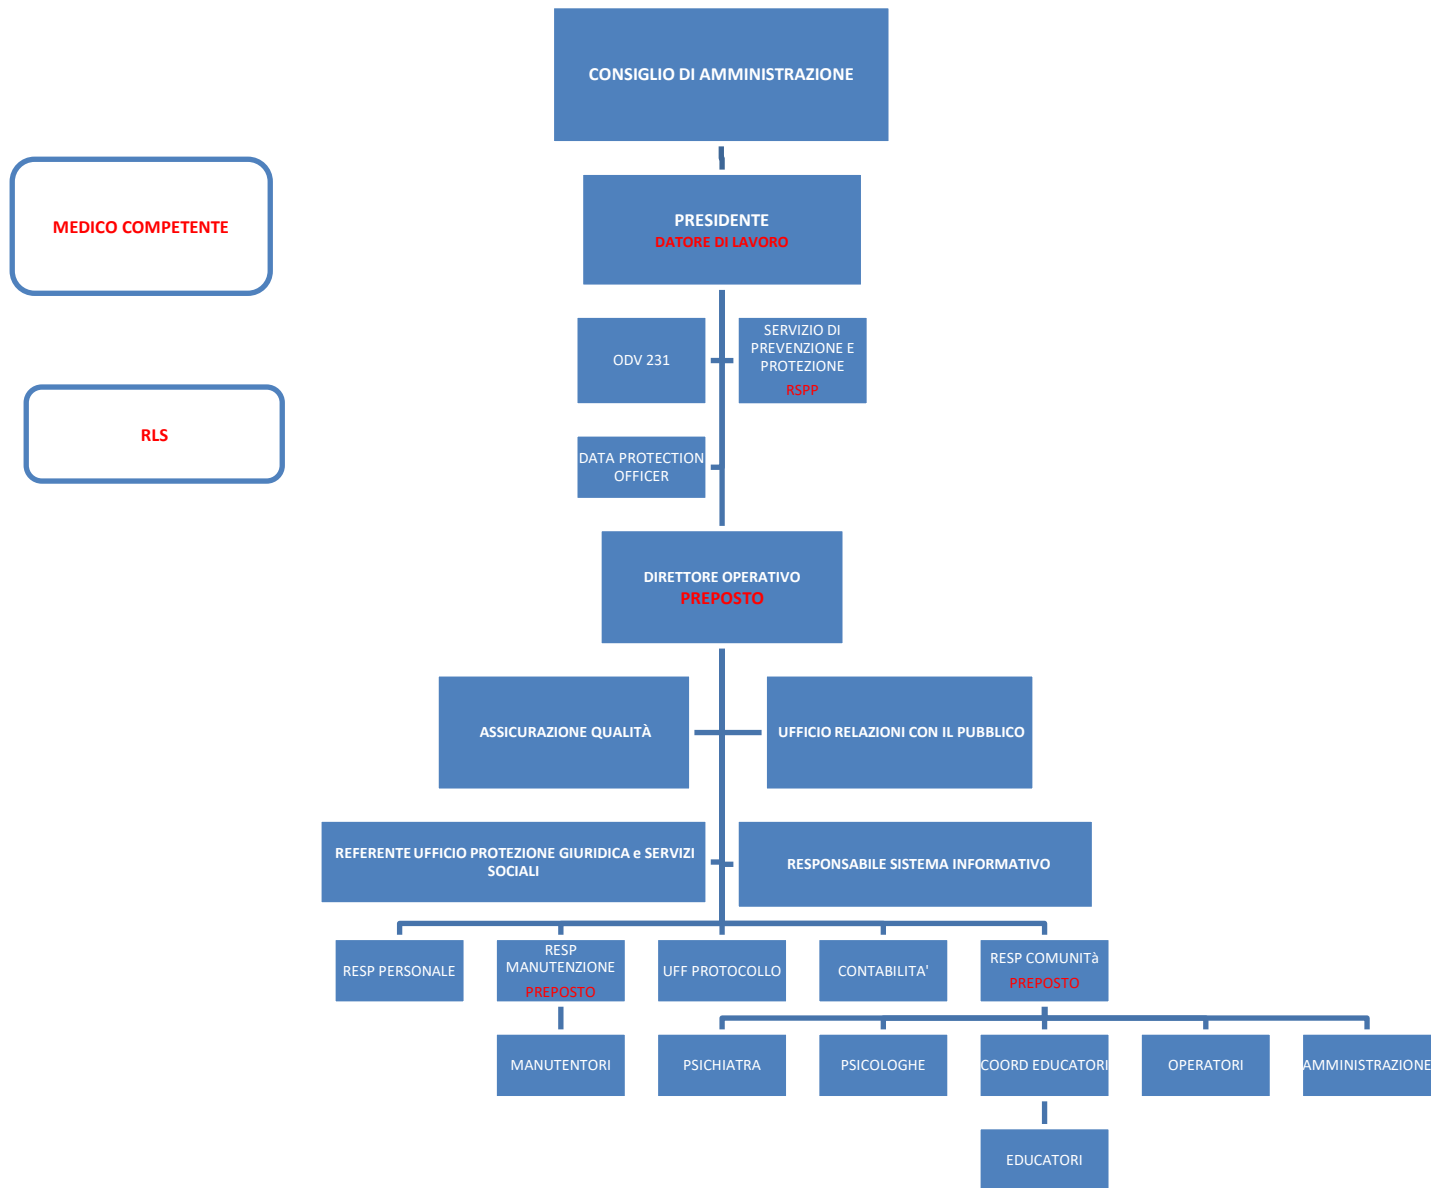 CONSIGLIO DI AMMINISTRAZIONE
MEDICO COMPETENTE
PRESIDENTE
DATORE DI LAVORO
ODV 231
SERVIZIO DI
PREVENZIONE E
PROTEZIONE
RSPP
RLS
DATA PROTECTION
OFFICER
DIRETTORE OPERATIVO
PREPOSTO
ASSICURAZIONE QUALITÀ
UFFICIO RELAZIONI CON IL PUBBLICO
REFERENTE UFFICIO PROTEZIONE GIURIDICA e SERVIZI
SOCIALI
RESPONSABILE SISTEMA INFORMATIVO
RESP PERSONALE
RESP
MANUTENZIONE
PREPOSTO
UFF PROTOCOLLO
CONTABILITA'
RESP COMUNITà
PREPOSTO
MANUTENTORI
PSICHIATRA
PSICOLOGHE
COORD EDUCATORI
OPERATORI
AMMINISTRAZIONE
EDUCATORI